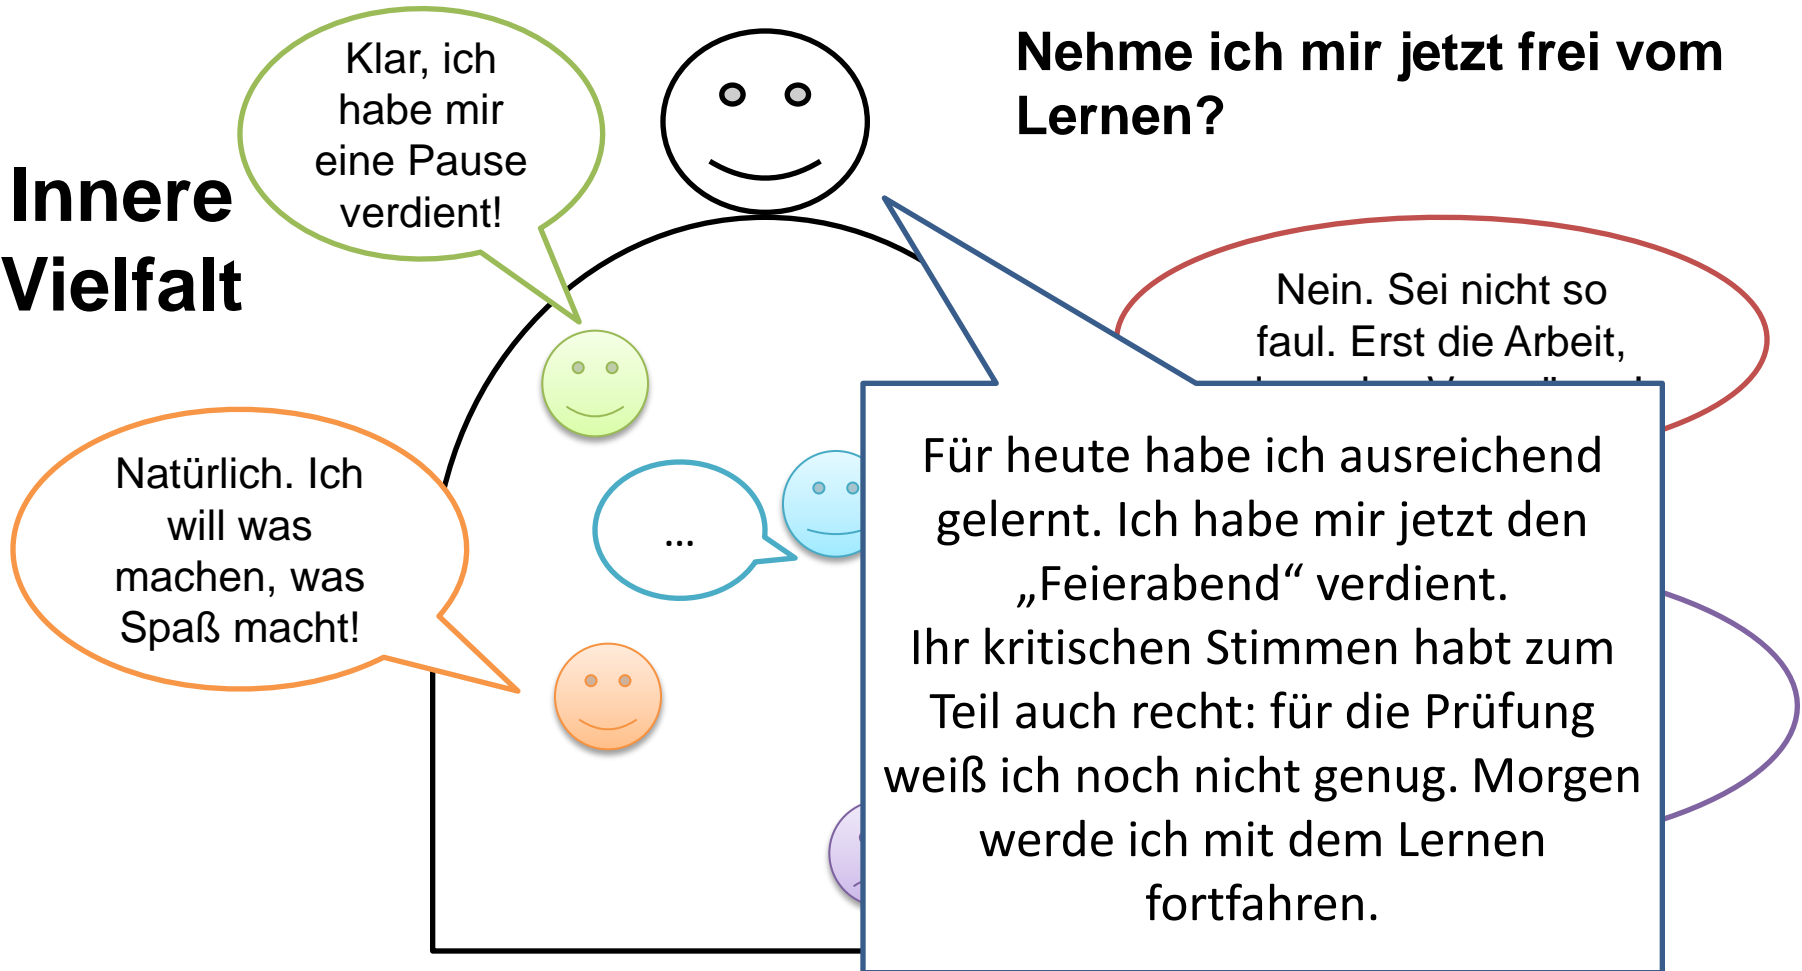 Klar, ich
habe mir
eine Pause
verdient!
Nehme ich mir jetzt frei vom
Lernen?
Innere
Vielfalt
Nein. Sei nicht so
faul. Erst die Arbeit,
Natürlich. Ich
will was
machen, was
Spaß macht!
...
Für heute habe ich ausreichend
gelernt. Ich habe mir jetzt den
„Feierabend“ verdient.
Ihr kritischen Stimmen habt zum
Teil auch recht: für die Prüfung
weiß ich noch nicht genug. Morgen
werde ich mit dem Lernen
fortfahren.